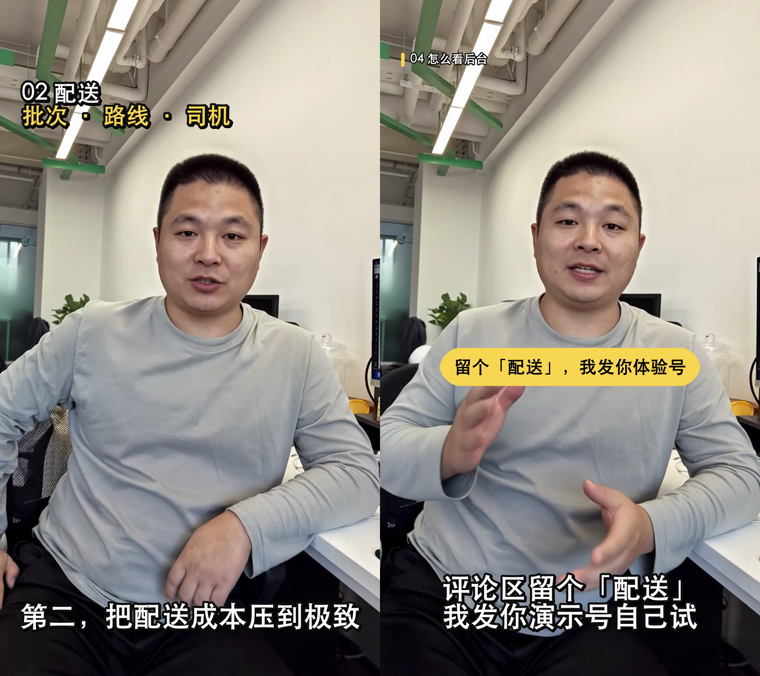 02 配送
批次 · 路线 · 司机
第二，把配送成本压到极致
04 怎么看后台
留个「配送」，我发你体验号
评论区留个「配送」
我发你演示号自己试